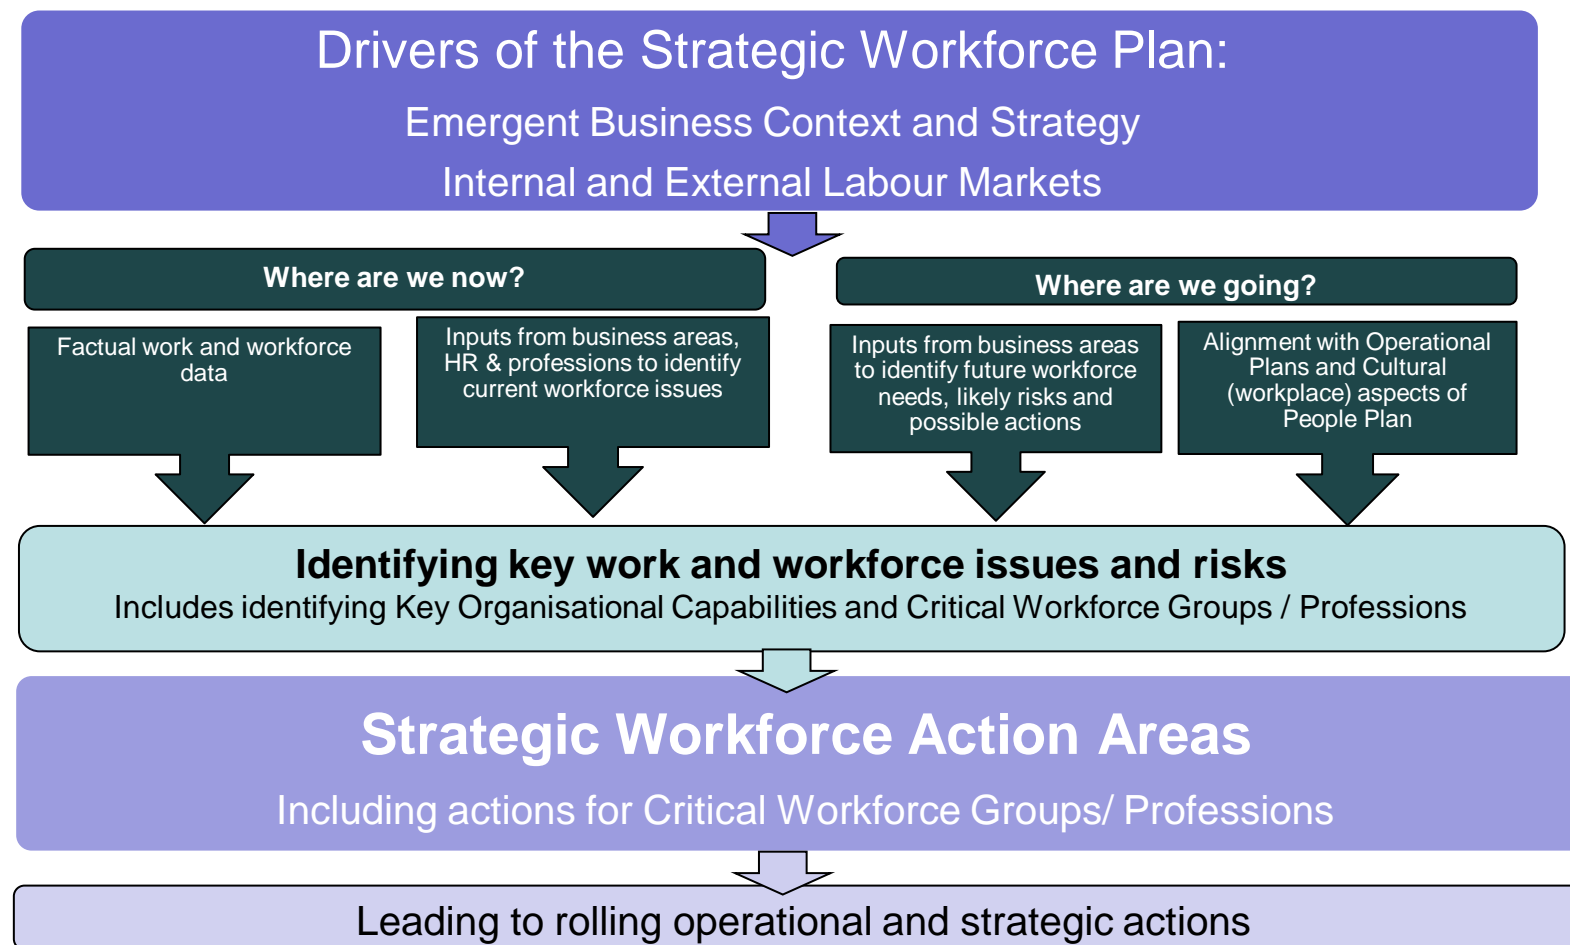 Drivers of the Strategic Workforce Plan:
Emergent Business Context and Strategy
Internal and External Labour Markets
Where are we now?
Where are we going?
Factual work and workforce
data
Inputs from business areas,
HR & professions to identify
current workforce issues
Inputs from business areas
to identify future workforce
needs, likely risks and
possible actions
Alignment with Operational
Plans and Cultural
(workplace) aspects of
People Plan
Identifying key work and workforce issues and risks
Includes identifying Key Organisational Capabilities and Critical Workforce Groups / Professions
Strategic Workforce Action Areas
Including actions for Critical Workforce Groups/ Professions
Leading to rolling operational and strategic actions